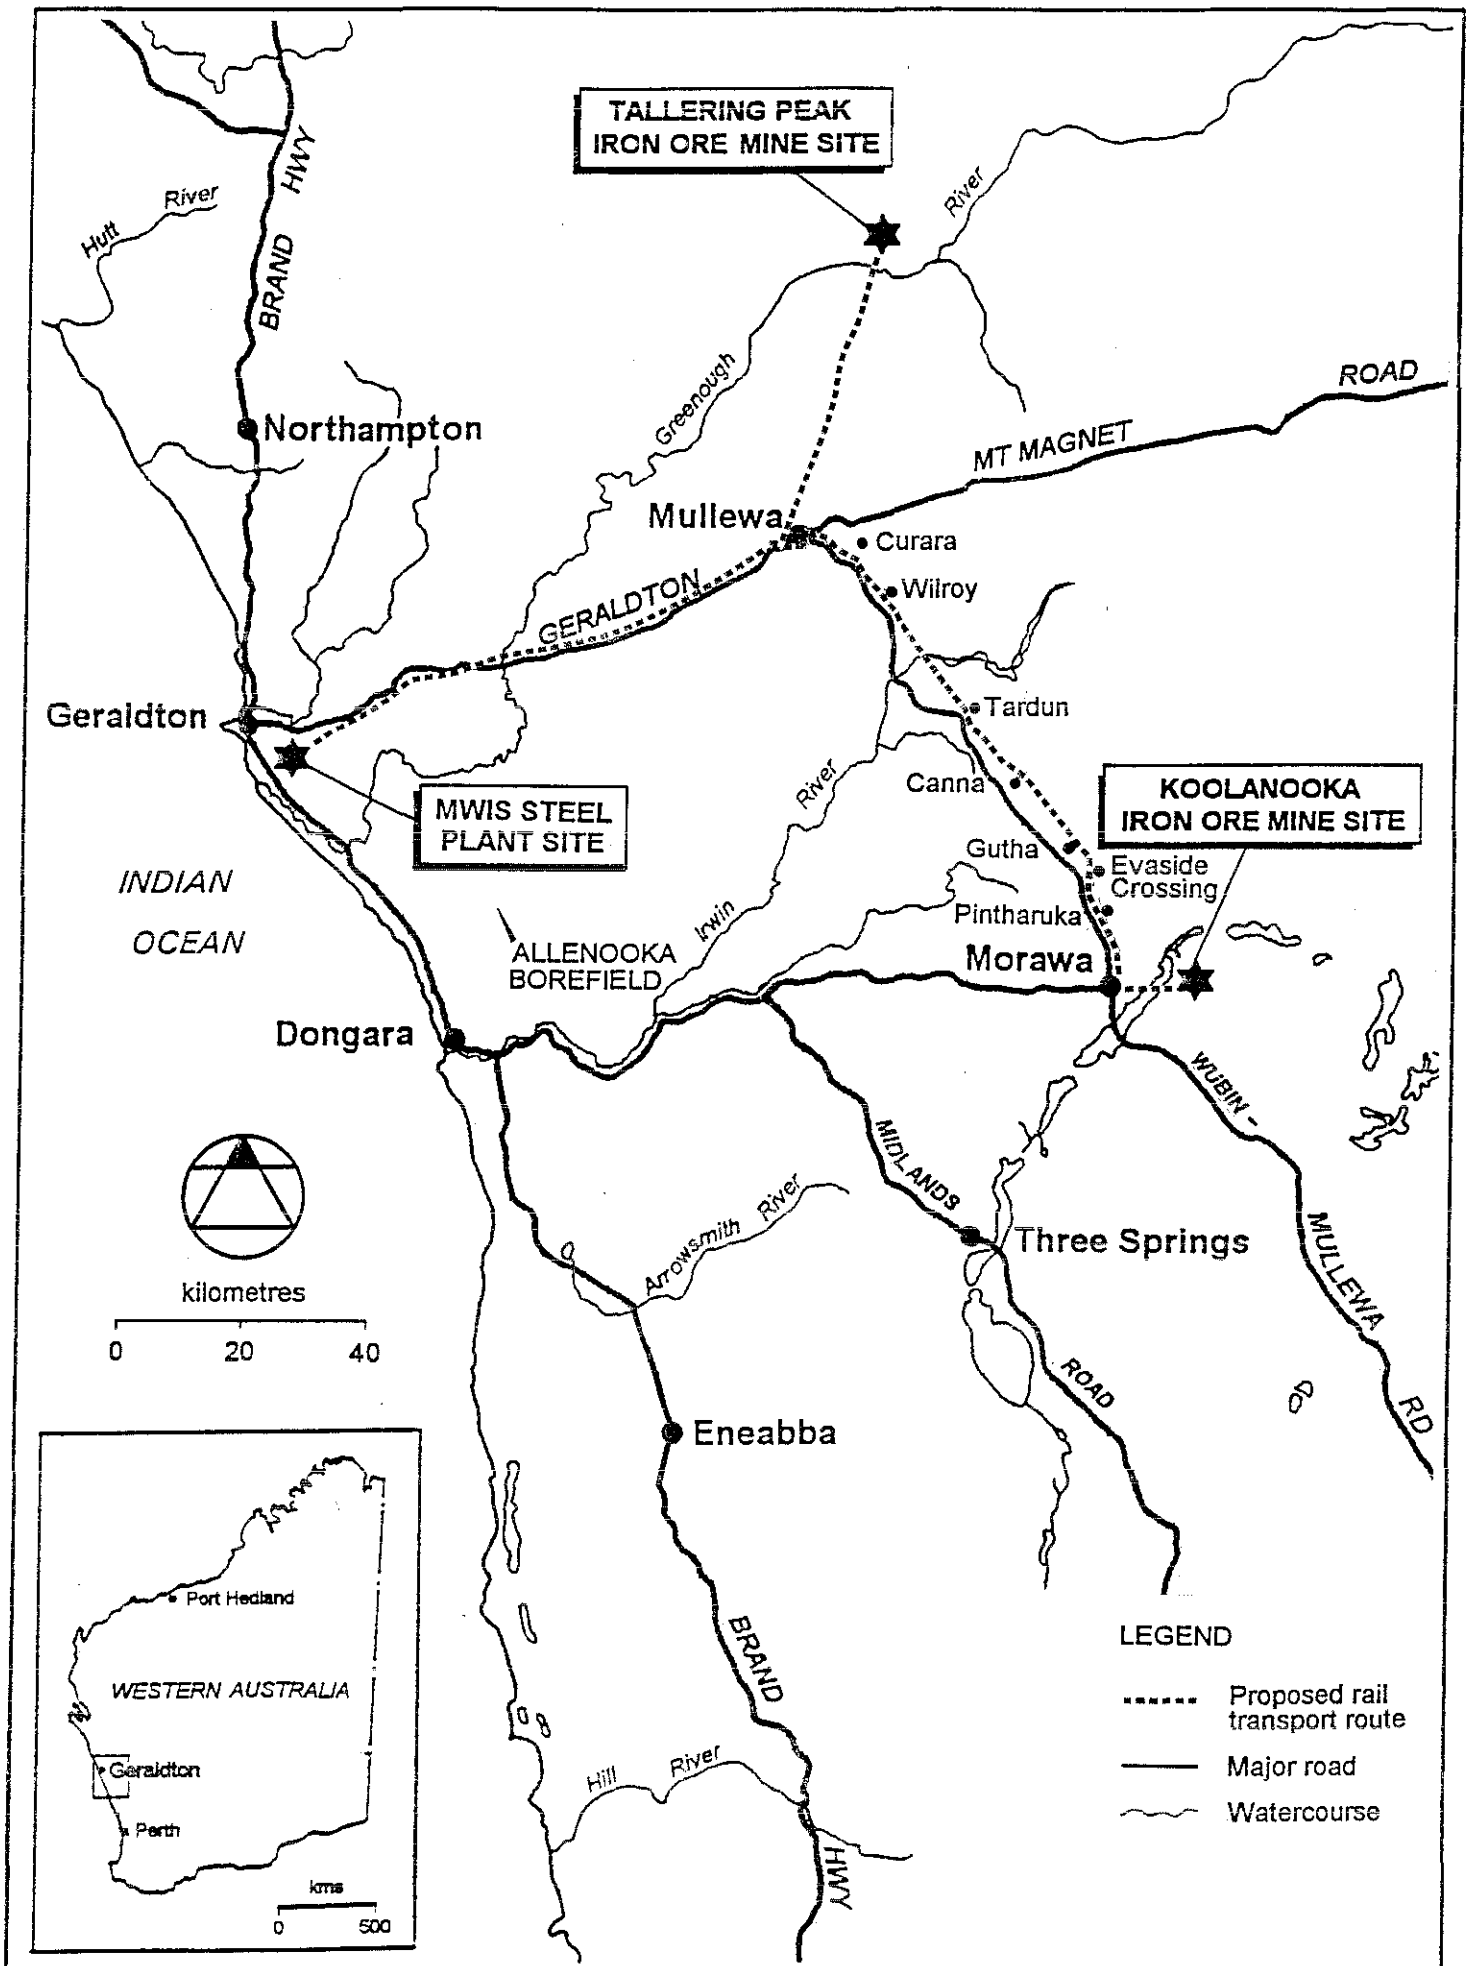 TALLERING PEAK
IRON ORE MINE SITE
BRAND HWY
Hutt River
River
ROAD
Greenough
MT MAGNET
Northampton
Mullewa
Curara
Wilroy
GERALDTON
Geraldton
Tardun
River
Canna
KOOLANOOKA
IRON ORE MINE SITE
MWIS STEEL
PLANT SITE
Gutha
Evaside
Crossing
INDIAN
OCEAN
Irwin
Pintharuka
ALLENOOKA
BOREFIELD
Morawa
Dongara
WUBIN -
MIDLANDS
Arrowsmith River
Three Springs
MULLEWA
kilometres
0 20 40
ROAD
RD
Eneabba
Port Hedland
BRAND
LEGEND
WESTERN AUSTRALIA
Proposed rail
transport route
Hill River
Major road
Geraldton
Watercourse
Perth
HWY
kms
0 500